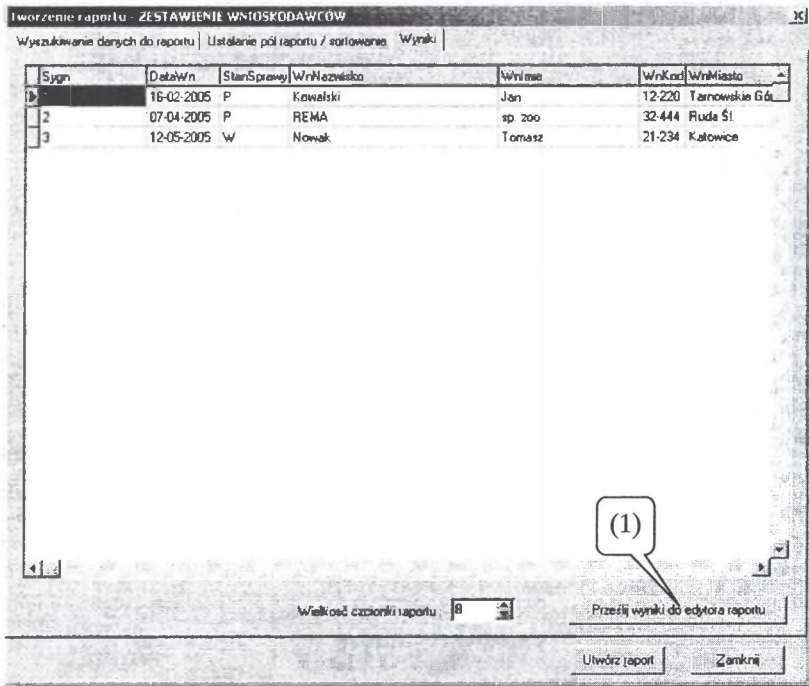 Tworzenie raportu - ZESTAWIENIE WNIOSKODAWCÓW
Wyszukiwanie danych do raportu Ustalanie pól raportu / sortowanie Wyniki
Sygn DataWn StanSprawy WnNazwisko WnImie WnKod WnMiasto
16-02-2005 P Kowalski Jan 12-220 Tarnowskie Gó
2 07-04-2005 P REMA sp. zoo 32-444 Ruda Śl.
3 12-05-2005 W Nowak Tomasz 21-234 Katowice
(1)
Wielkość czcionki raportu 8 Prześlij wyniki do edytora raportu
Utwórz raport Zamknij